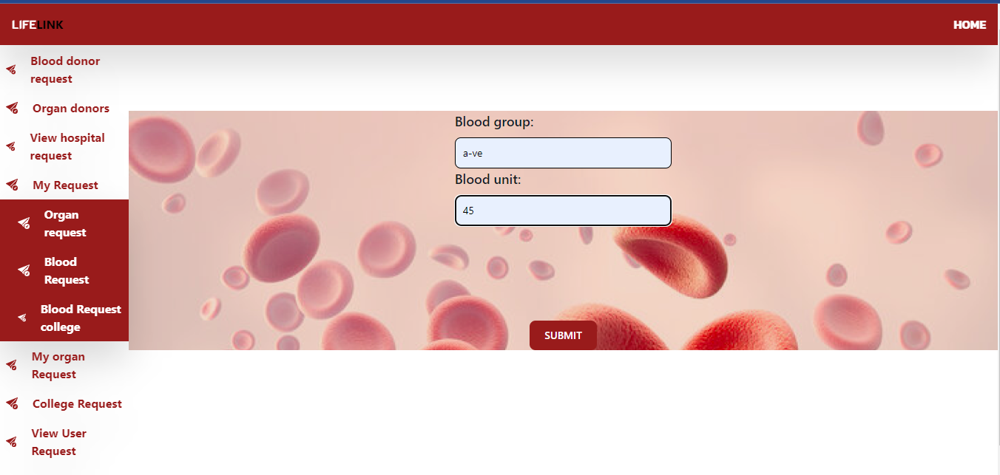 LIFELINK
HOME
Blood donor
request
Organ donors
View hospital
request
My Request
Organ
request
Blood
Request
Blood Request
college
My organ
Request
College Request
View User
Request
Blood group:
a-ve
Blood unit:
45
SUBMIT